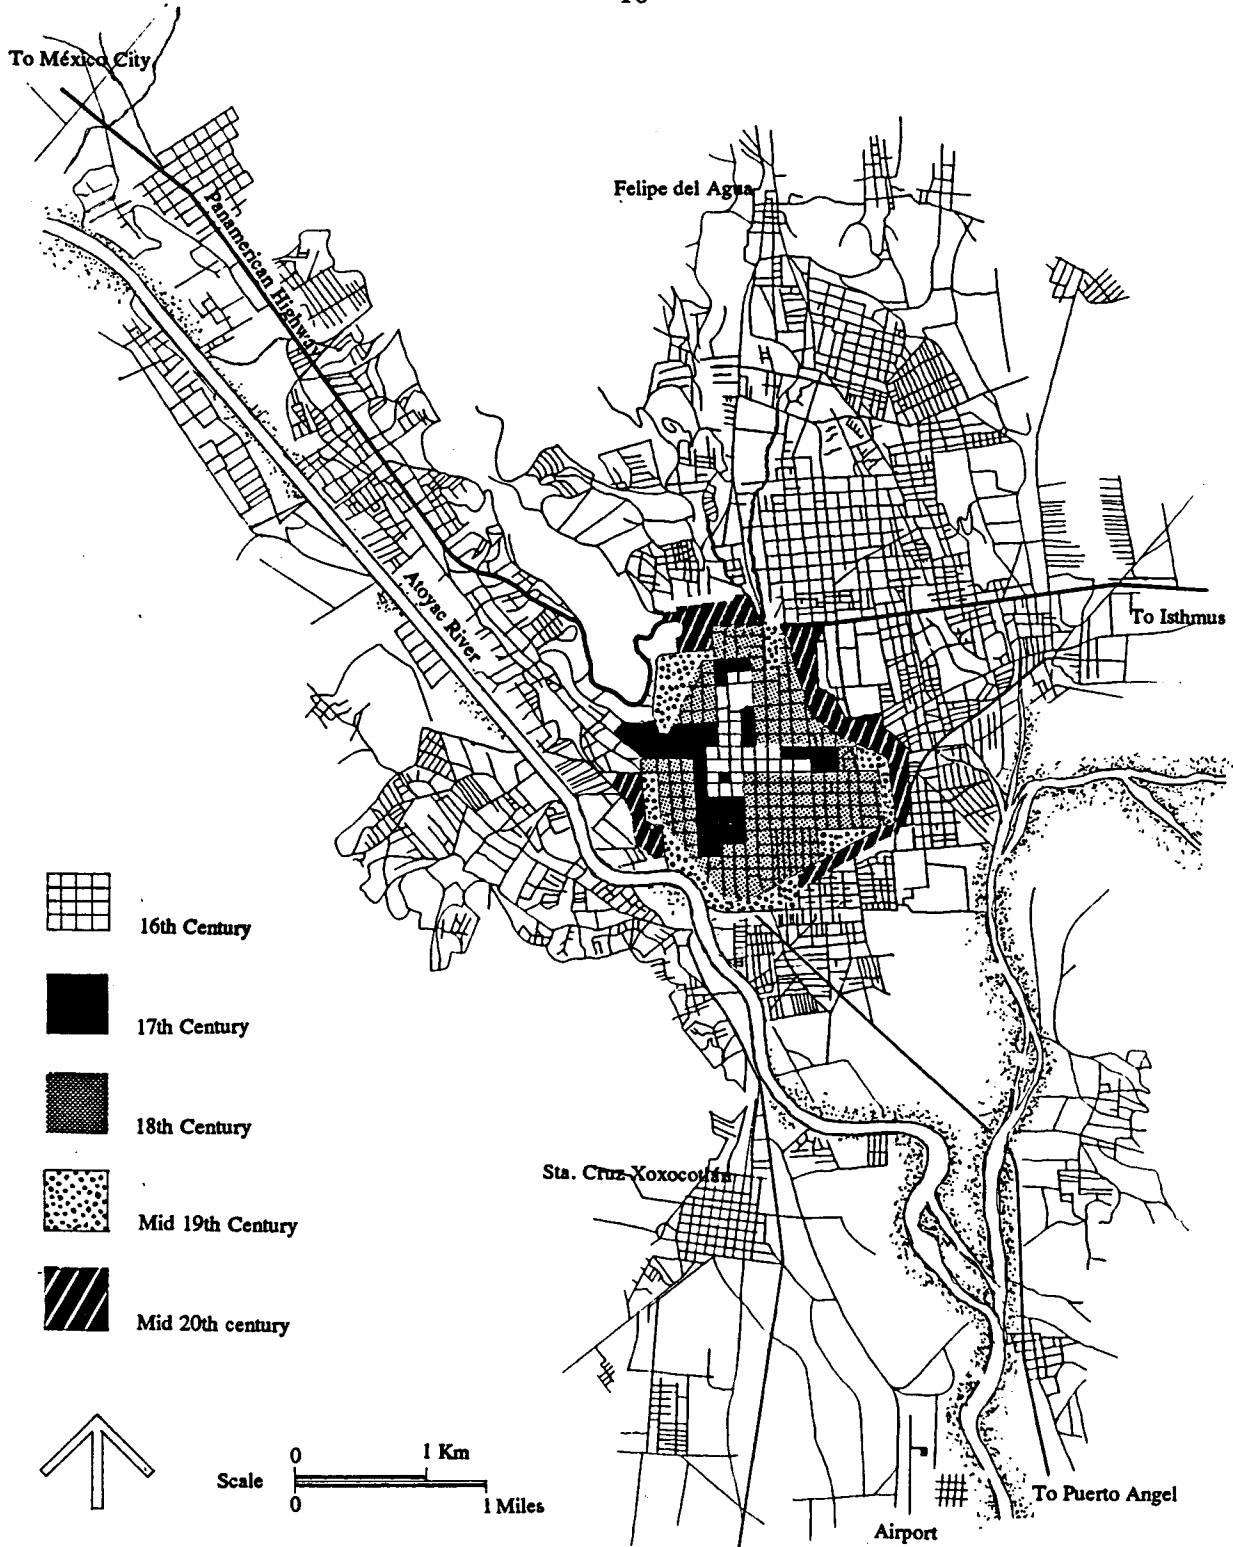 To México City
Felipe del Agua
Panamerican Highway
Atoyac River
To Isthmus
16th Century
17th Century
18th Century
Mid 19th Century
Mid 20th century
Sta. Cruz Xoxocotlán
0
1 Km
Scale
0
1 Miles
To Puerto Angel
Airport